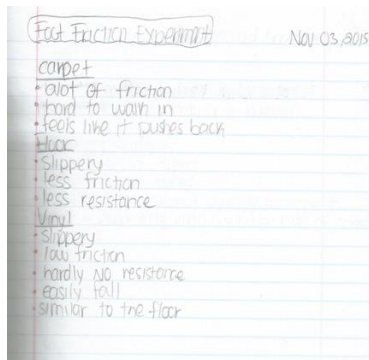 Foot Friction Experiment Nov 03, 2015
carpet
• alot of friction
• hard to walk in
• feels like it pushes back
Floor
• slippery
• less friction
• less resistance
Vinyl
• slippery
• low friction
• hardly no resistance
• easily fall
• similar to the floor